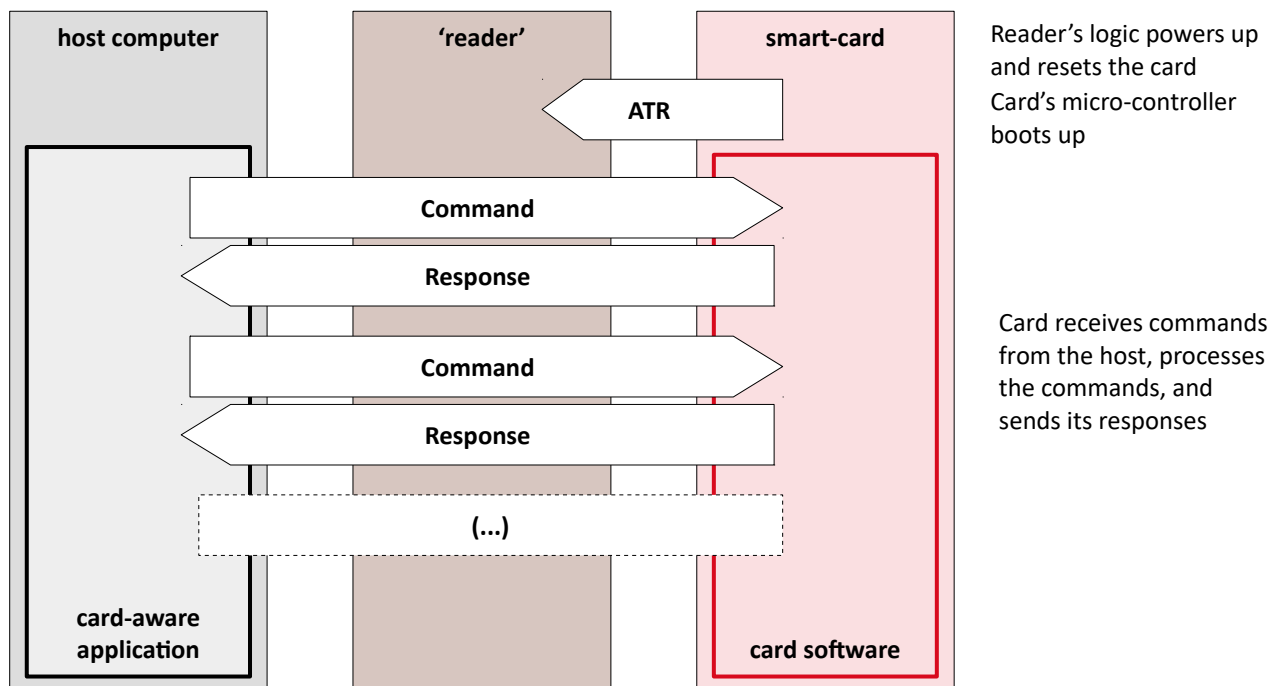 host computer
‘reader’
smart-card
Reader’s logic powers up
and resets the card
Card’s micro-controller
boots up
ATR
Command
Response
Command
Response
Card receives commands
from the host, processes
the commands, and
sends its responses
(...)
card-aware
application
card software